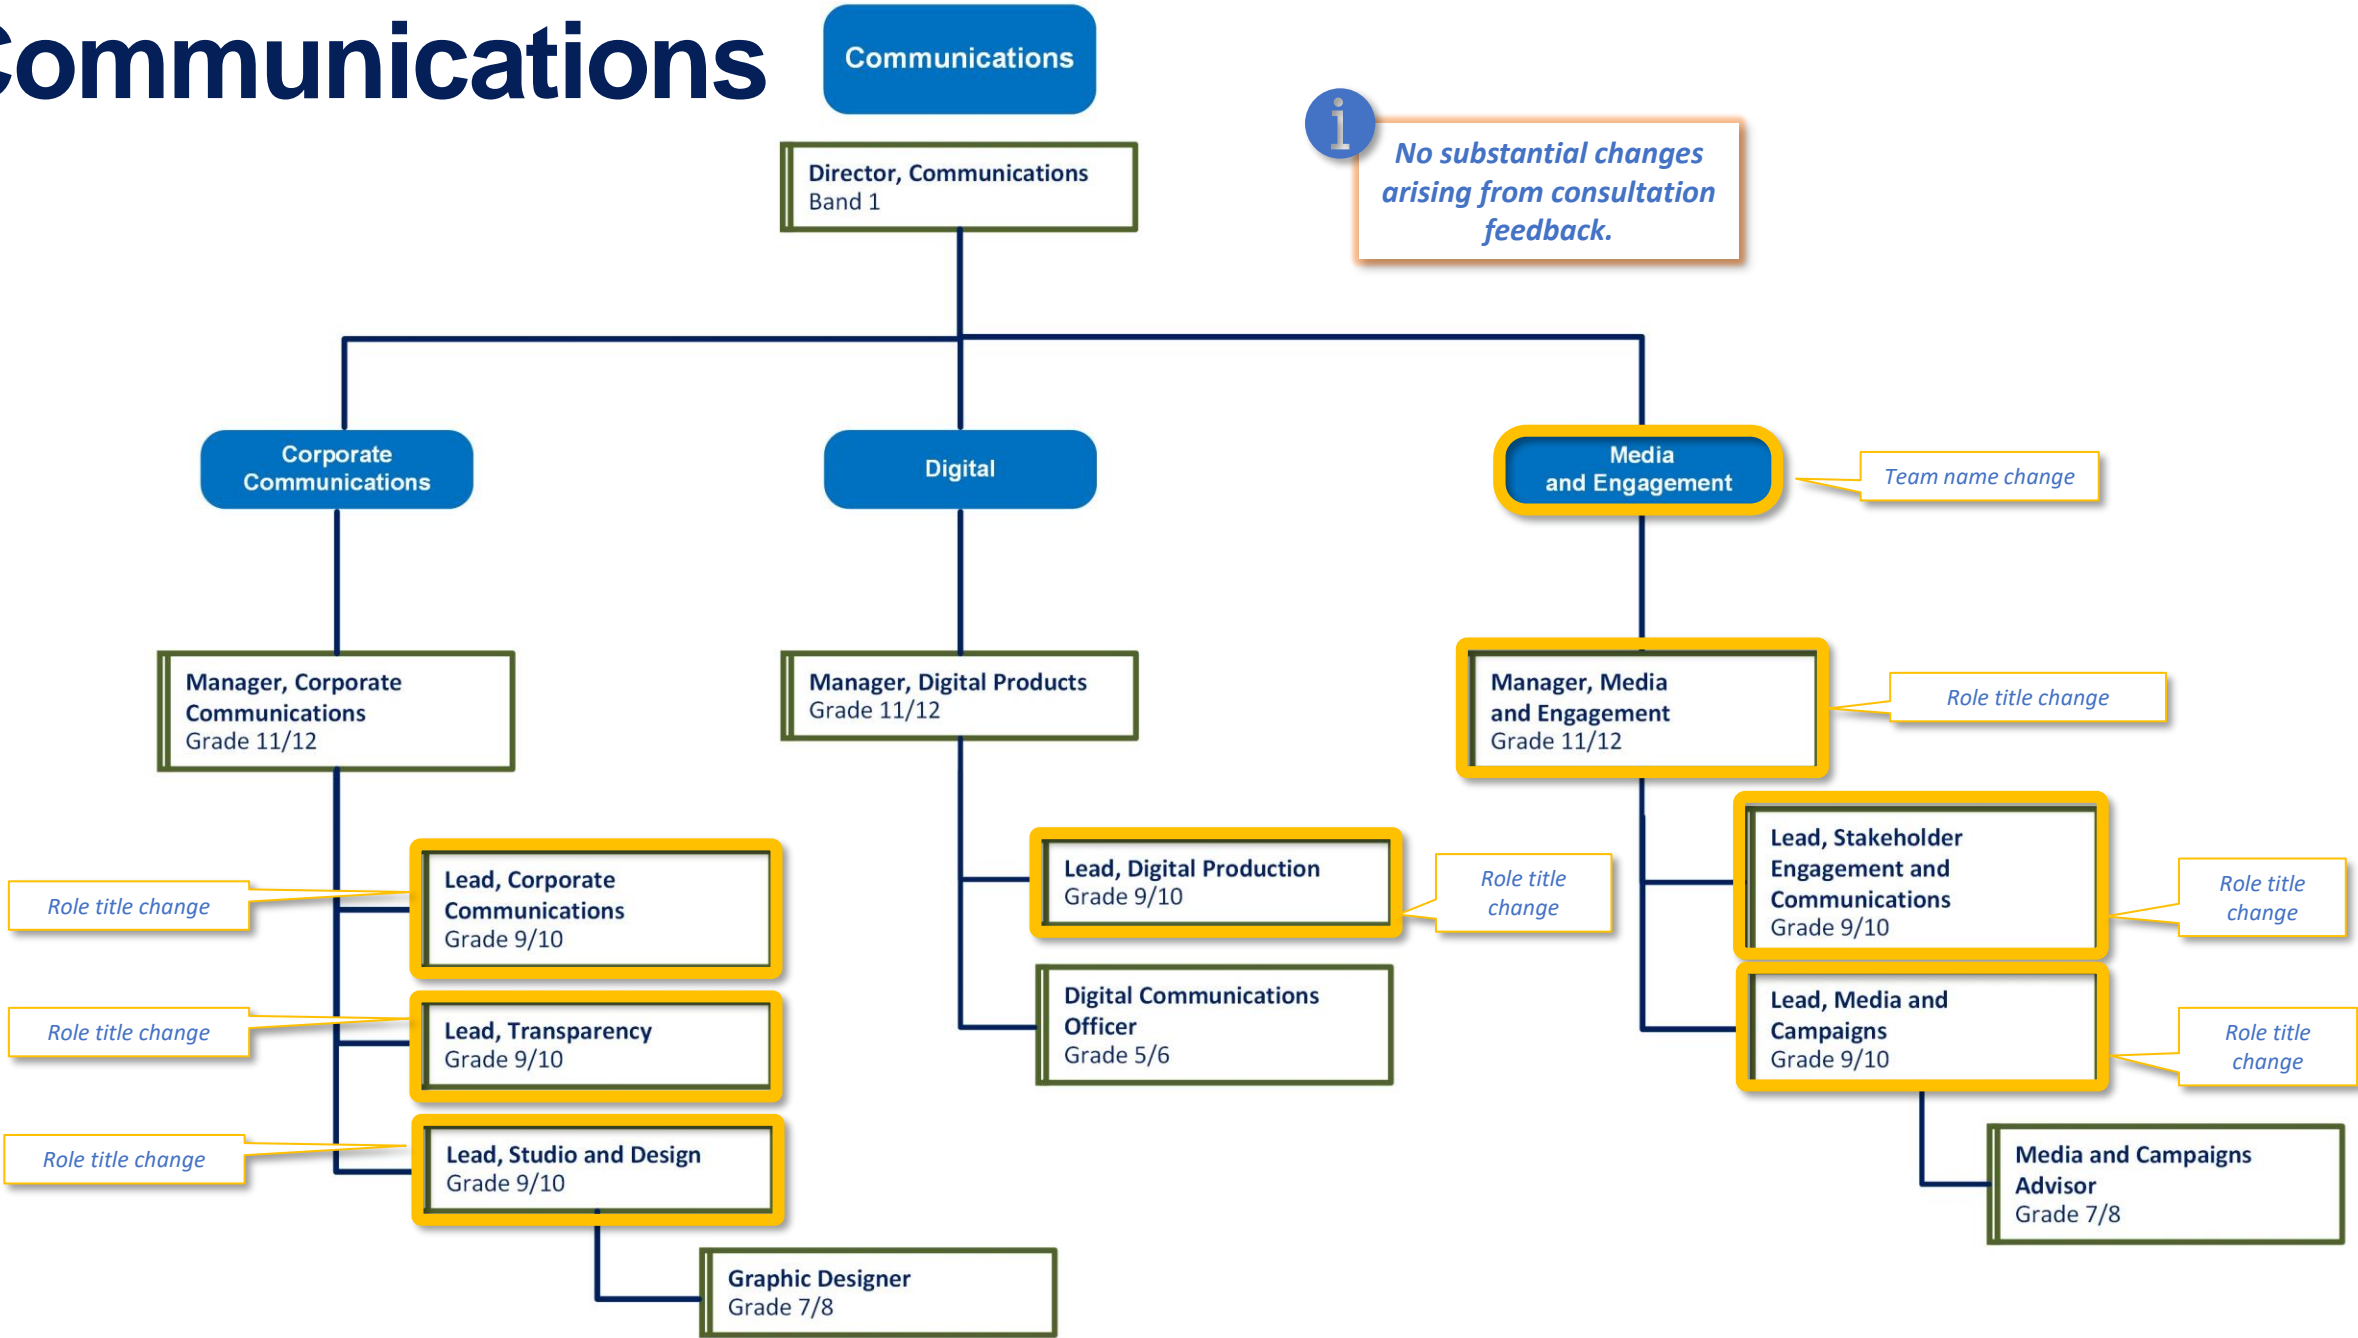 Communications
Communications
Director, Communications
Band 1
i
No substantial changes
arising from consultation
feedback.
Corporate
Communications
Digital
Media
and Engagement
Team name change
Manager, Corporate
Communications
Grade 11/12
Manager, Digital Products
Grade 11/12
Manager, Media
and Engagement
Grade 11/12
Role title change
Role title change
Lead, Corporate
Communications
Grade 9/10
Role title change
Lead, Transparency
Grade 9/10
Role title change
Lead, Studio and Design
Grade 9/10
Graphic Designer
Grade 7/8
Lead, Digital Production
Grade 9/10
Role title
change
Digital Communications
Officer
Grade 5/6
Lead, Stakeholder
Engagement and
Communications
Grade 9/10
Role title
change
Lead, Media and
Campaigns
Grade 9/10
Role title
change
Media and Campaigns
Advisor
Grade 7/8